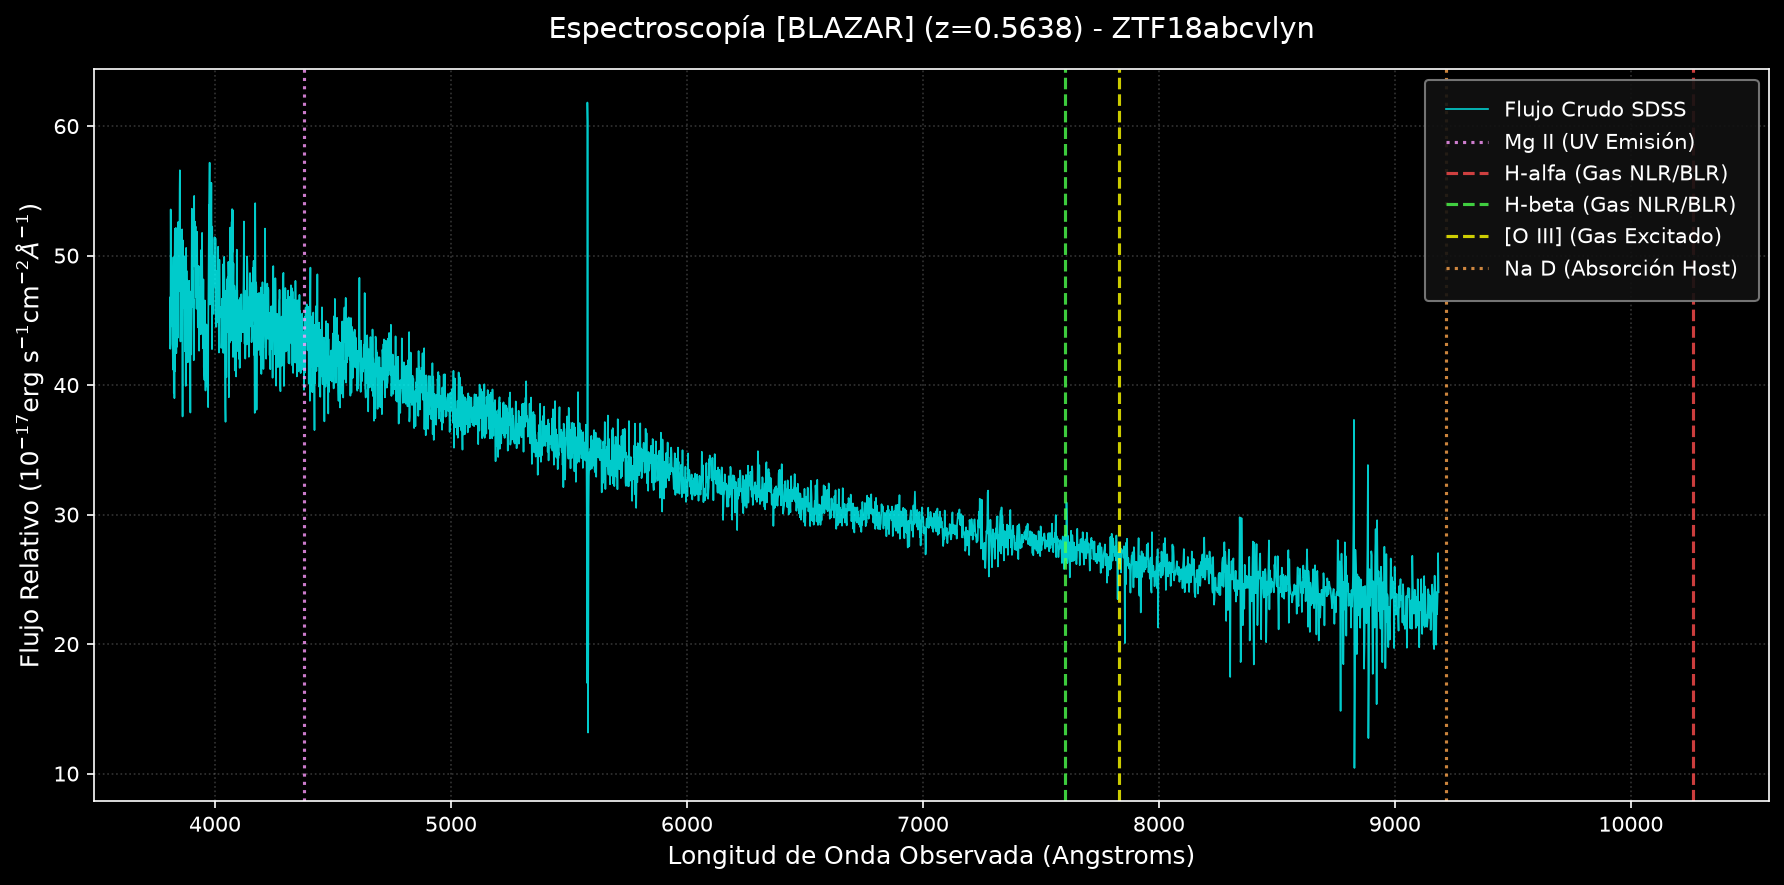 Espectroscopía [BLAZAR] (z=0.5638) - ZTF18abcvlyn
Flujo Relativo (10⁻¹⁷erg s⁻¹cm⁻²Å⁻¹)
60
50
40
30
20
10
Flujo Crudo SDSS
Mg II (UV Emisión)
H-alfa (Gas NLR/BLR)
H-beta (Gas NLR/BLR)
[O III] (Gas Excitado)
Na D (Absorción Host)
4000 5000 6000 7000 8000 9000 10000
Longitud de Onda Observada (Angstroms)